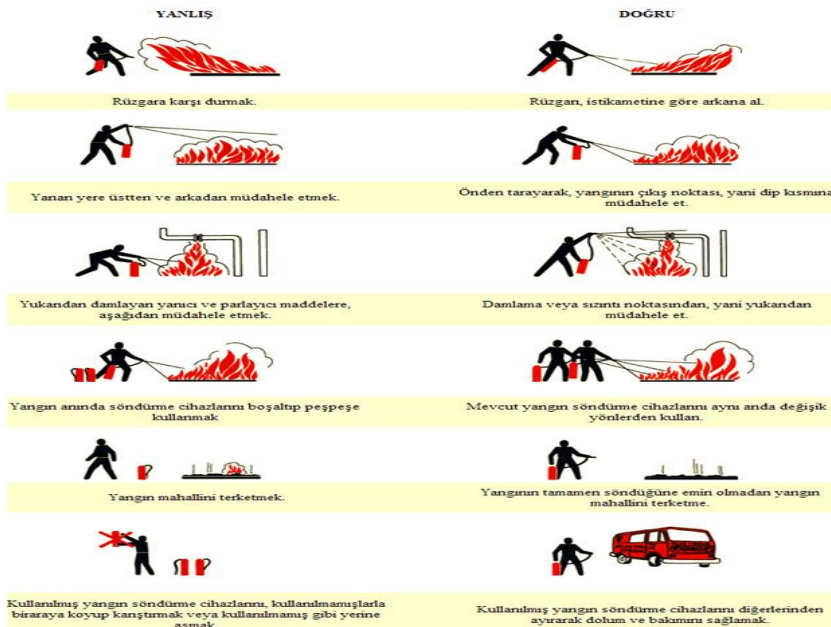 YANLIŞ
DOĞRU
Rüzgara karşı durmak.
Rüzgarı, istikametine göre arkana al.
Yanan yere üstten ve arkadan müdahele etmek.
Önden tarayarak, yangının çıkış noktası, yani dip kısmına
müdahele et.
Yukarıdan damlayan yanıcı ve parlayıcı maddelere,
aşağıdan müdahele etmek.
Damlama veya sızıntı noktasından, yani yukarıdan
müdahele et.
Yangın anında söndürme cihazlarını boşaltıp peşpeşe
kullanmak
Mevcut yangın söndürme cihazlarını aynı anda değişik
yönlerden kullan.
Yangın mahallini terketmek.
Yangının tamamen söndüğüne emin olmadan yangın
mahallini terketme.
Kullanılmış yangın söndürme cihazlarını, kullanılmamışlarla
biraraya koyup karıştırmak veya kullanılmamış gibi yerine
asmak
Kullanılmış yangın söndürme cihazlarını diğerlerinden
ayırarak dolum ve bakımını sağlamak.